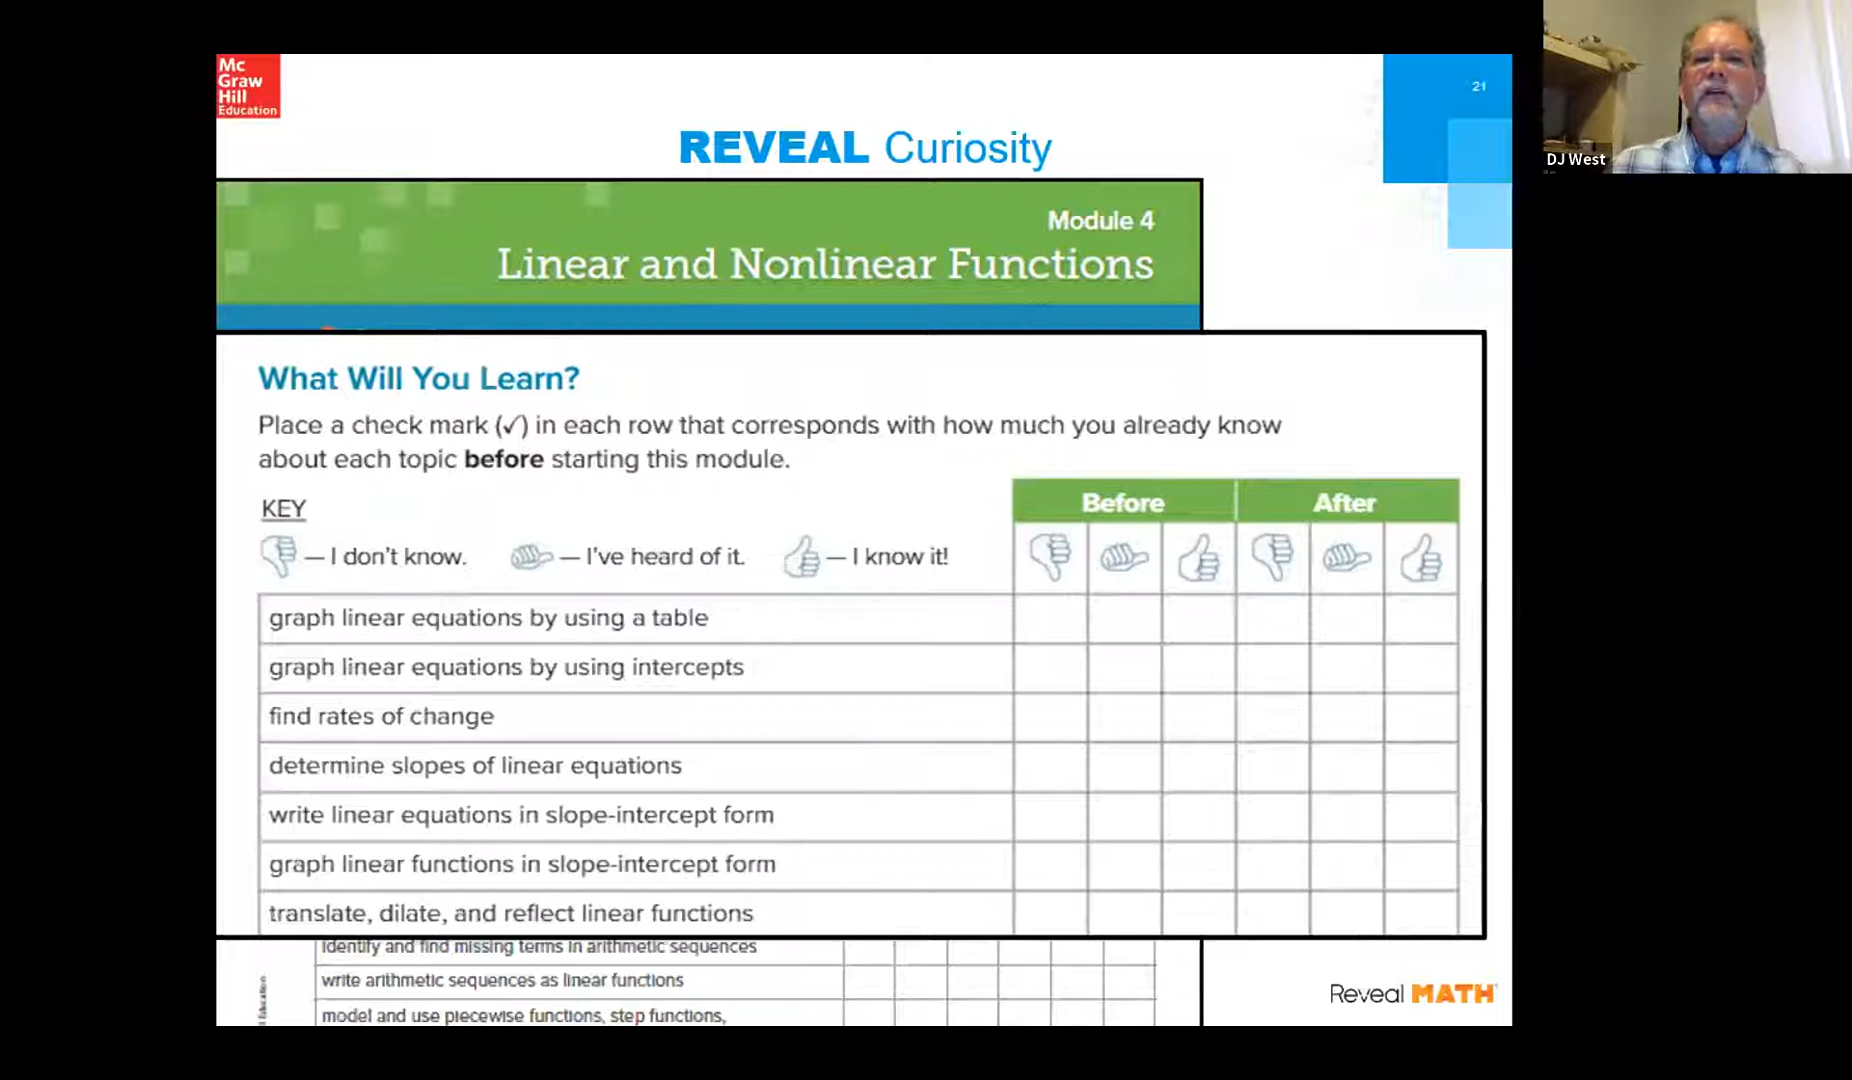 Mc
Graw
Hill
Education
21
REVEAL Curiosity
DJ West
Module 4
Linear and Nonlinear Functions
What Will You Learn?
Place a check mark (✓) in each row that corresponds with how much you already know
about each topic before starting this module.
KEY
— I don't know. — I've heard of it. — I know it!
Before After
graph linear equations by using a table
graph linear equations by using intercepts
find rates of change
determine slopes of linear equations
write linear equations in slope-intercept form
graph linear functions in slope-intercept form
translate, dilate, and reflect linear functions
identify and find missing terms in arithmetic sequences
write arithmetic sequences as linear functions
model and use piecewise functions, step functions,
Education
Reveal MATH